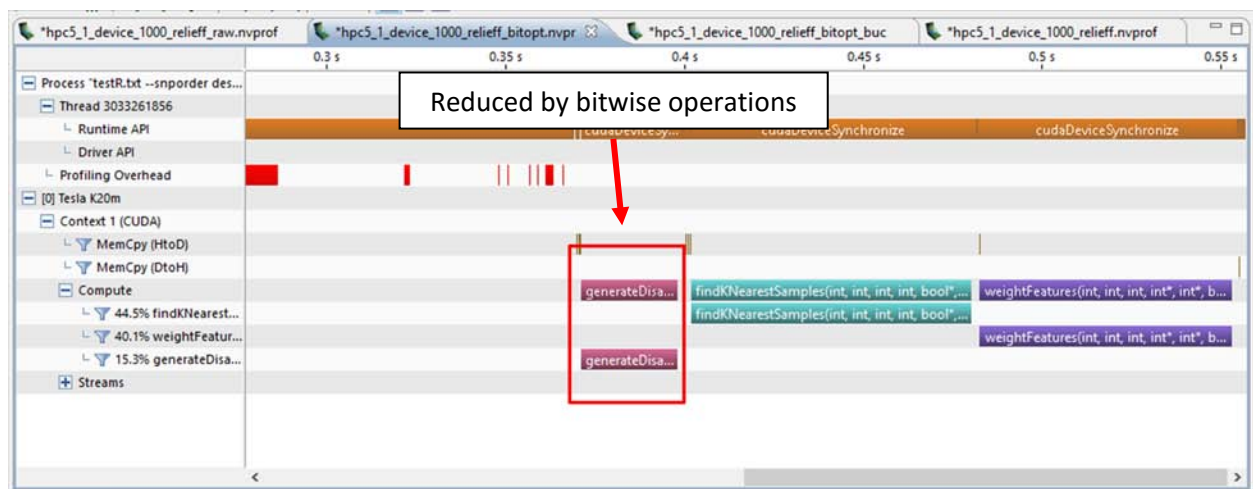 *hpc5_1_device_1000_relieff_raw.nvprof *hpc5_1_device_1000_relieff_bitopt.nvpr *hpc5_1_device_1000_relieff_bitopt_buc *hpc5_1_device_1000_relieff.nvprof
0.3 s 0.35 s 0.4 s 0.45 s 0.5 s 0.55 s
Process "testR.txt --snporder des...
Thread 3033261856
Reduced by bitwise operations
Runtime API cudaDeviceSy... cudaDeviceSynchronize cudaDeviceSynchronize
Driver API
Profiling Overhead
[0] Tesla K20m
Context 1 (CUDA)
MemCpy (HtoD)
MemCpy (DtoH)
Compute generateDisa... findKNearestSamples(int, int, int, int, bool*,... weightFeatures(int, int, int, int*, int*, b...
44.5% findKNearest... findKNearestSamples(int, int, int, int, bool*,...
40.1% weightFeatur... weightFeatures(int, int, int, int*, int*, b...
15.3% generateDisa... generateDisa...
Streams